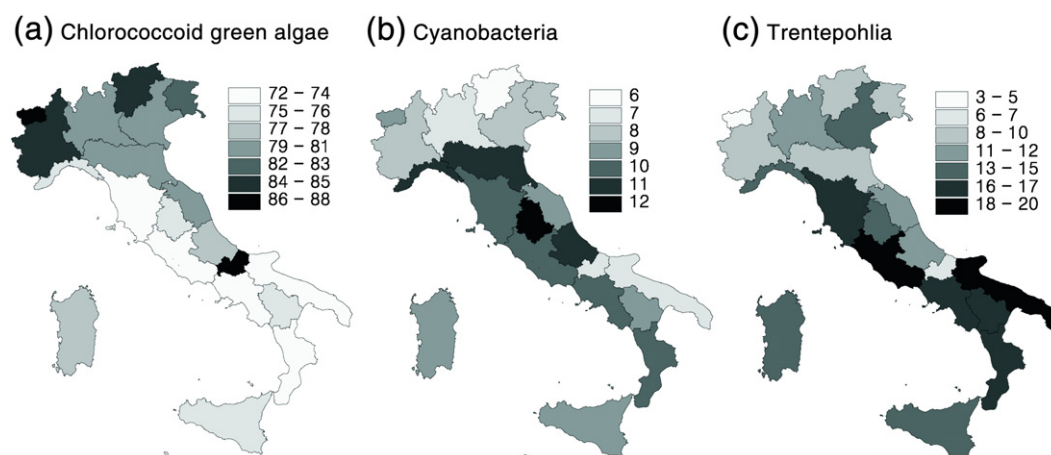 (a) Chlorococcoid green algae
72 – 74
75 – 76
77 – 78
79 – 81
82 – 83
84 – 85
86 – 88
(b) Cyanobacteria
6
7
8
9
10
11
12
(c) Trentepohlia
3 – 5
6 – 7
8 – 10
11 – 12
13 – 15
16 – 17
18 – 20